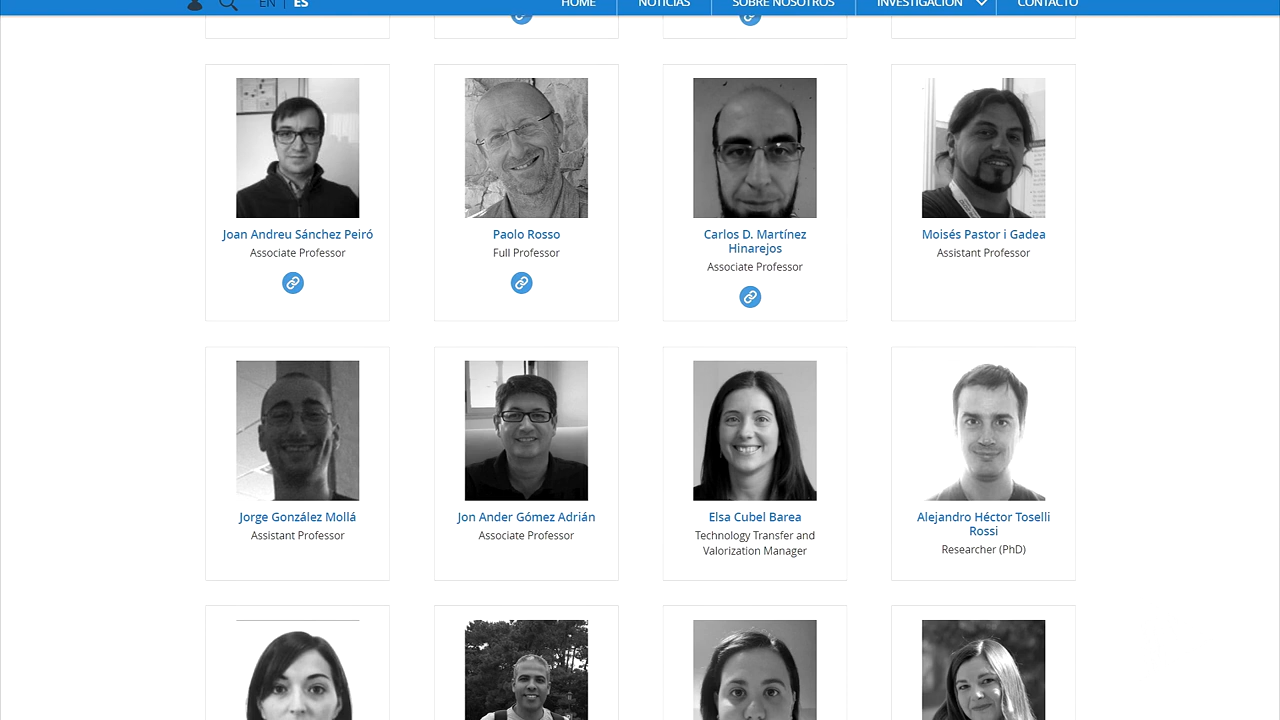 EN | ES HOME NOTICIAS SOBRE NOSOTROS INVESTIGACIÓN CONTACTO
Joan Andreu Sánchez Peiró
Associate Professor
Paolo Rosso
Full Professor
Carlos D. Martínez
Hinarejos
Associate Professor
Moisés Pastor i Gadea
Assistant Professor
Jorge González Mollá
Assistant Professor
Jon Ander Gómez Adrián
Associate Professor
Elsa Cubel Barea
Technology Transfer and
Valorization Manager
Alejandro Héctor Toselli
Rossi
Researcher (PhD)